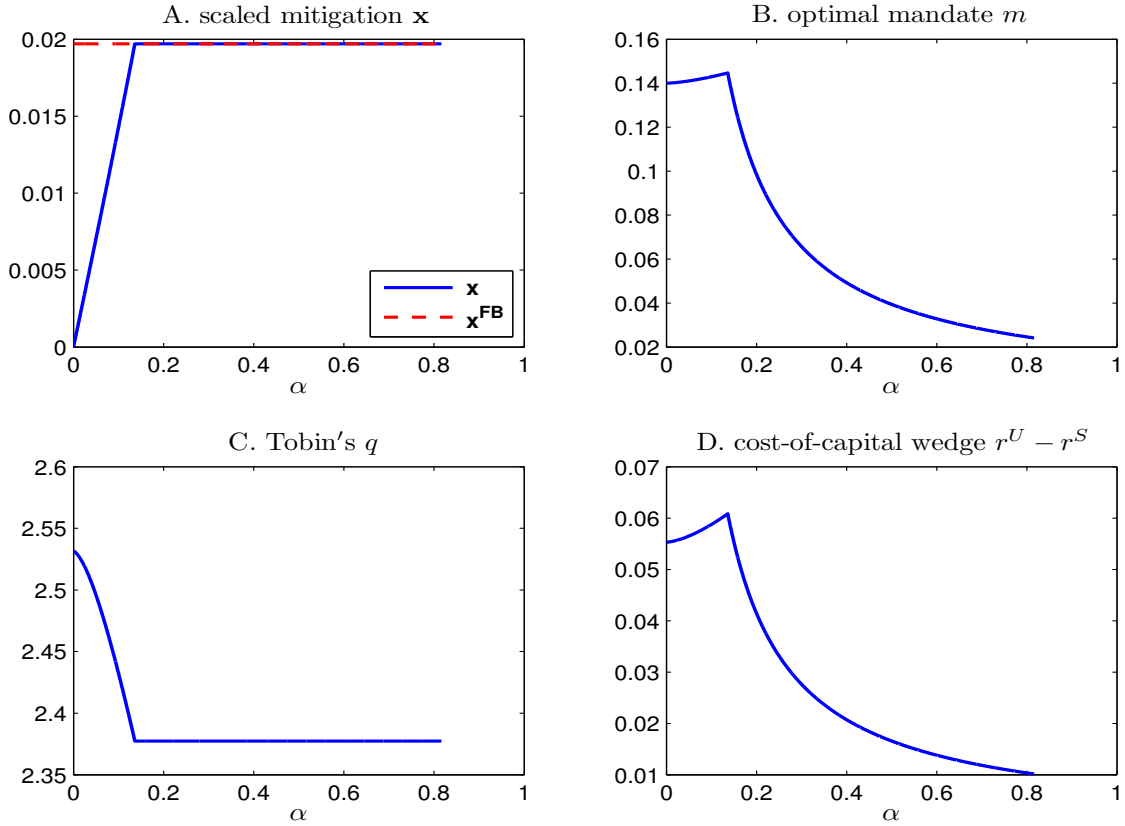 A. scaled mitigation x
B. optimal mandate m
0.02
0.015
0.01
0.005
0
0 0.2 0.4 0.6 0.8 1
α
x
x^FB
0.16
0.14
0.12
0.1
0.08
0.06
0.04
0.02
0 0.2 0.4 0.6 0.8 1
α
C. Tobin's q
D. cost-of-capital wedge r^U − r^S
2.6
2.55
2.5
2.45
2.4
2.35
0 0.2 0.4 0.6 0.8 1
α
0.07
0.06
0.05
0.04
0.03
0.02
0.01
0 0.2 0.4 0.6 0.8 1
α